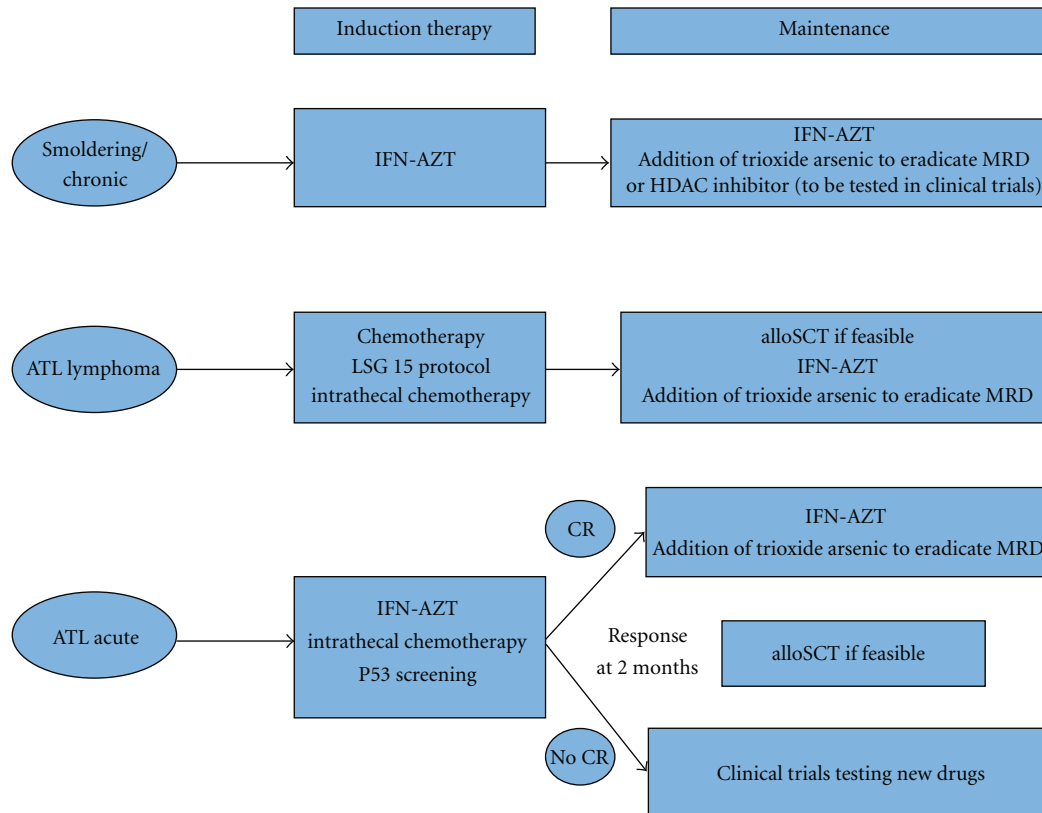 Induction therapy
Maintenance
Smoldering/
chronic
IFN-AZT
IFN-AZT
Addition of trioxide arsenic to eradicate MRD
or HDAC inhibitor (to be tested in clinical trials)
ATL lymphoma
Chemotherapy
LSG 15 protocol
intrathecal chemotherapy
alloSCT if feasible
IFN-AZT
Addition of trioxide arsenic to eradicate MRD
ATL acute
IFN-AZT
intrathecal chemotherapy
P53 screening
CR
IFN-AZT
Addition of trioxide arsenic to eradicate MRD
Response
at 2 months
alloSCT if feasible
No CR
Clinical trials testing new drugs